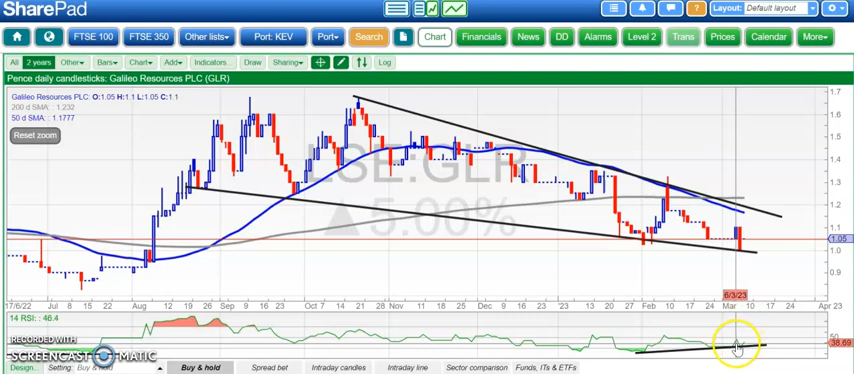 SharePad
Layout: Default layout
FTSE 100 FTSE 350 Other lists Port: KEV Port Search Chart Financials News DD Alarms Level 2 Trans Prices Calendar More
All 2 years Other Bars Chart Add Indicators... Draw Sharing Log
Pence daily candlesticks: Galileo Resources PLC (GLR)
Galileo Resources PLC: O:1.05 H:1.1 L:1.05 C:1.1
200 d SMA: 1.232
50 d SMA: 1.1777
Reset zoom
LSE:GLR
▲5.00%
1.7
1.6
1.5
1.4
1.3
1.2
1.1
1.05
1.0
0.9
6/3/23
17/6/22 Jul 8 15 22 Aug 12 19 26 Sep 9 16 23 Oct 7 14 21 Nov 11 18 25 Dec 9 16 23 Jan 6 13 20 27 Feb 10 17 24 Mar 10 17 24 Apr 23
14 RSI: 46.4
50
38.69
RECORDED WITH
SCREENCAST MATIC
Design... Setting: Buy & hold Buy & hold Spread bet Intraday candles Intraday line Sector comparison Funds, ITs & ETFs